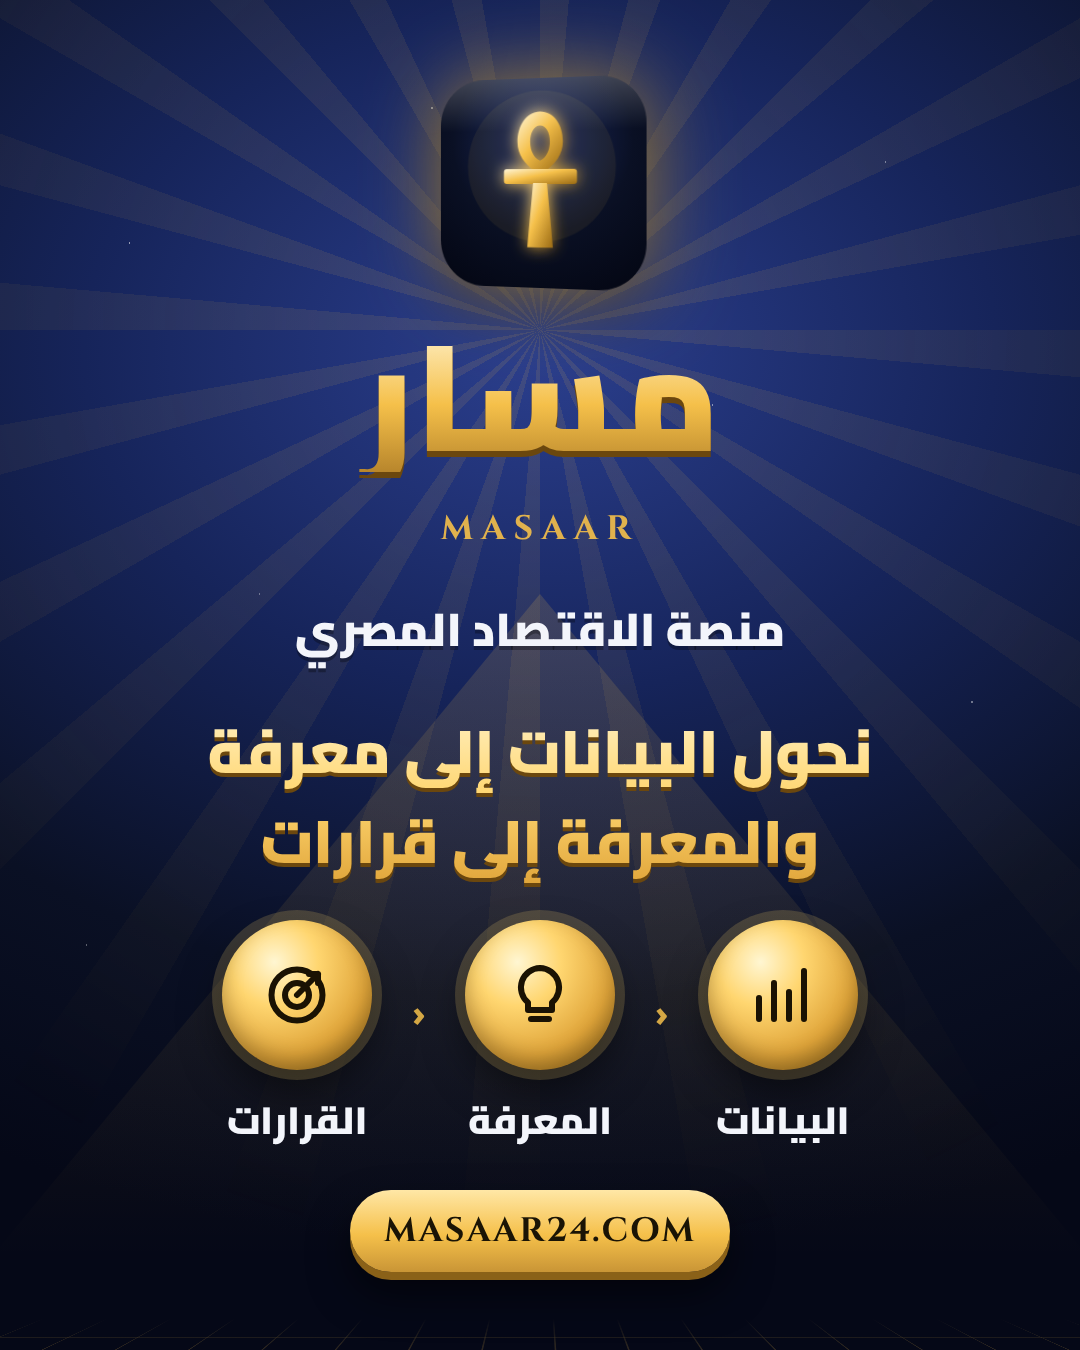 مسار
MASAAR
منصة الاقتصاد المصري
نحول البيانات إلى معرفة
والمعرفة إلى قرارات
البيانات
المعرفة
القرارات
MASAAR24.COM